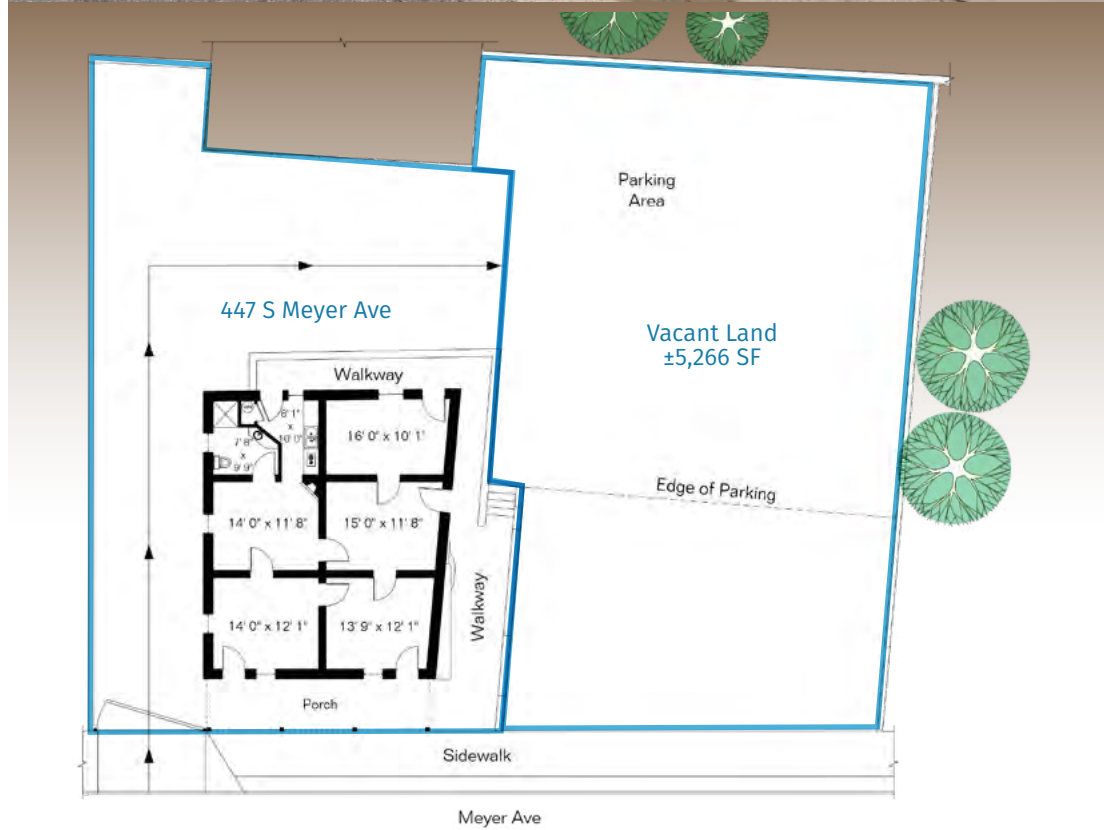 Parking
Area
447 S Meyer Ave
Vacant Land
±5,266 SF
Walkway
6' 1"
x
10' 0"
16' 0" x 10' 1"
7' 8"
x
9' 9"
Edge of Parking
14' 0" x 11' 8"
15' 0" x 11' 8"
Walkway
14' 0" x 12' 1"
13' 9" x 12' 1"
Porch
Sidewalk
Meyer Ave